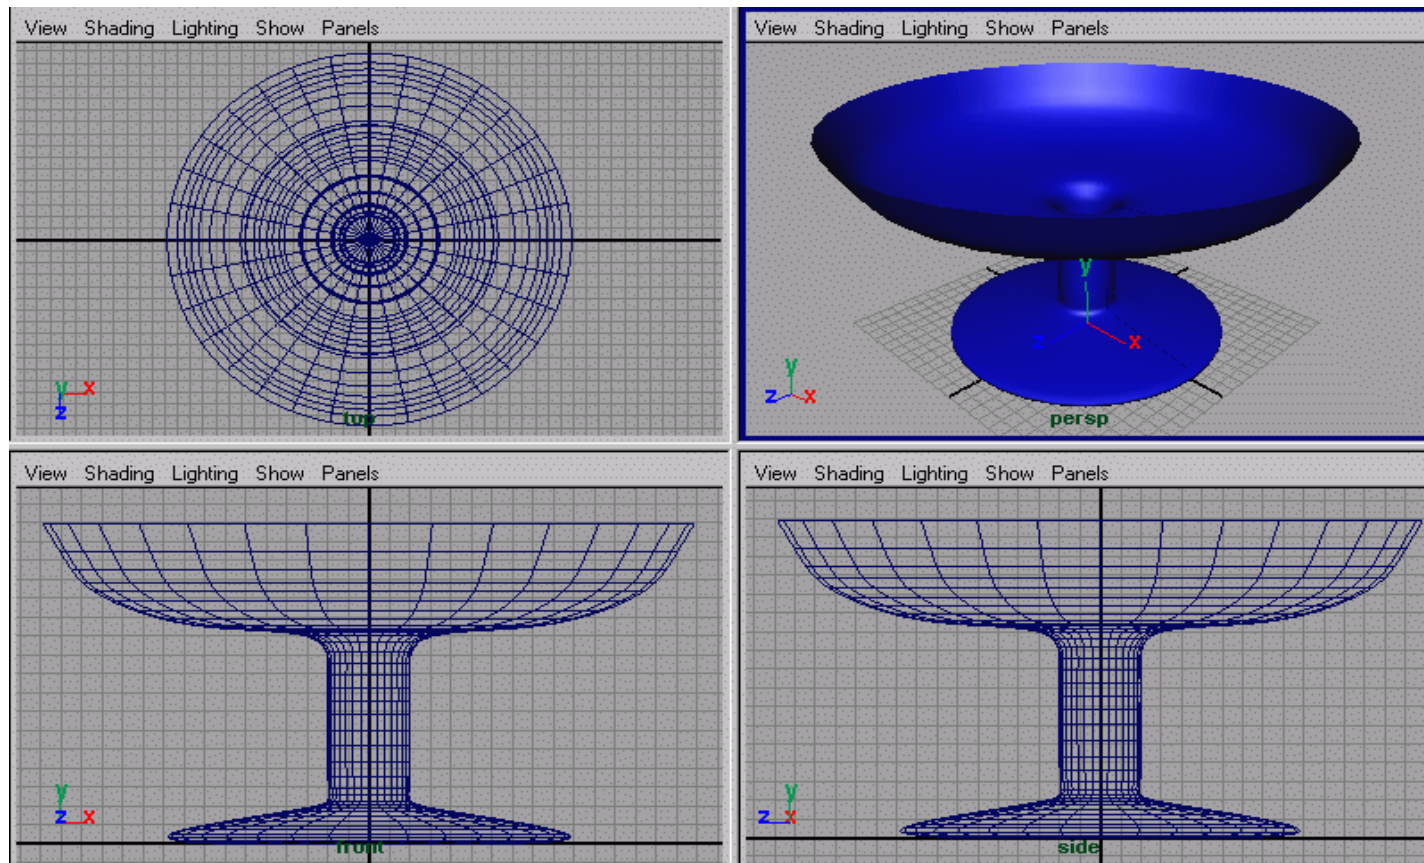 View Shading Lighting Show Panels
y x
z
top
View Shading Lighting Show Panels
y
z x
y
z x
persp
View Shading Lighting Show Panels
y
z x
front
View Shading Lighting Show Panels
y
z x
side